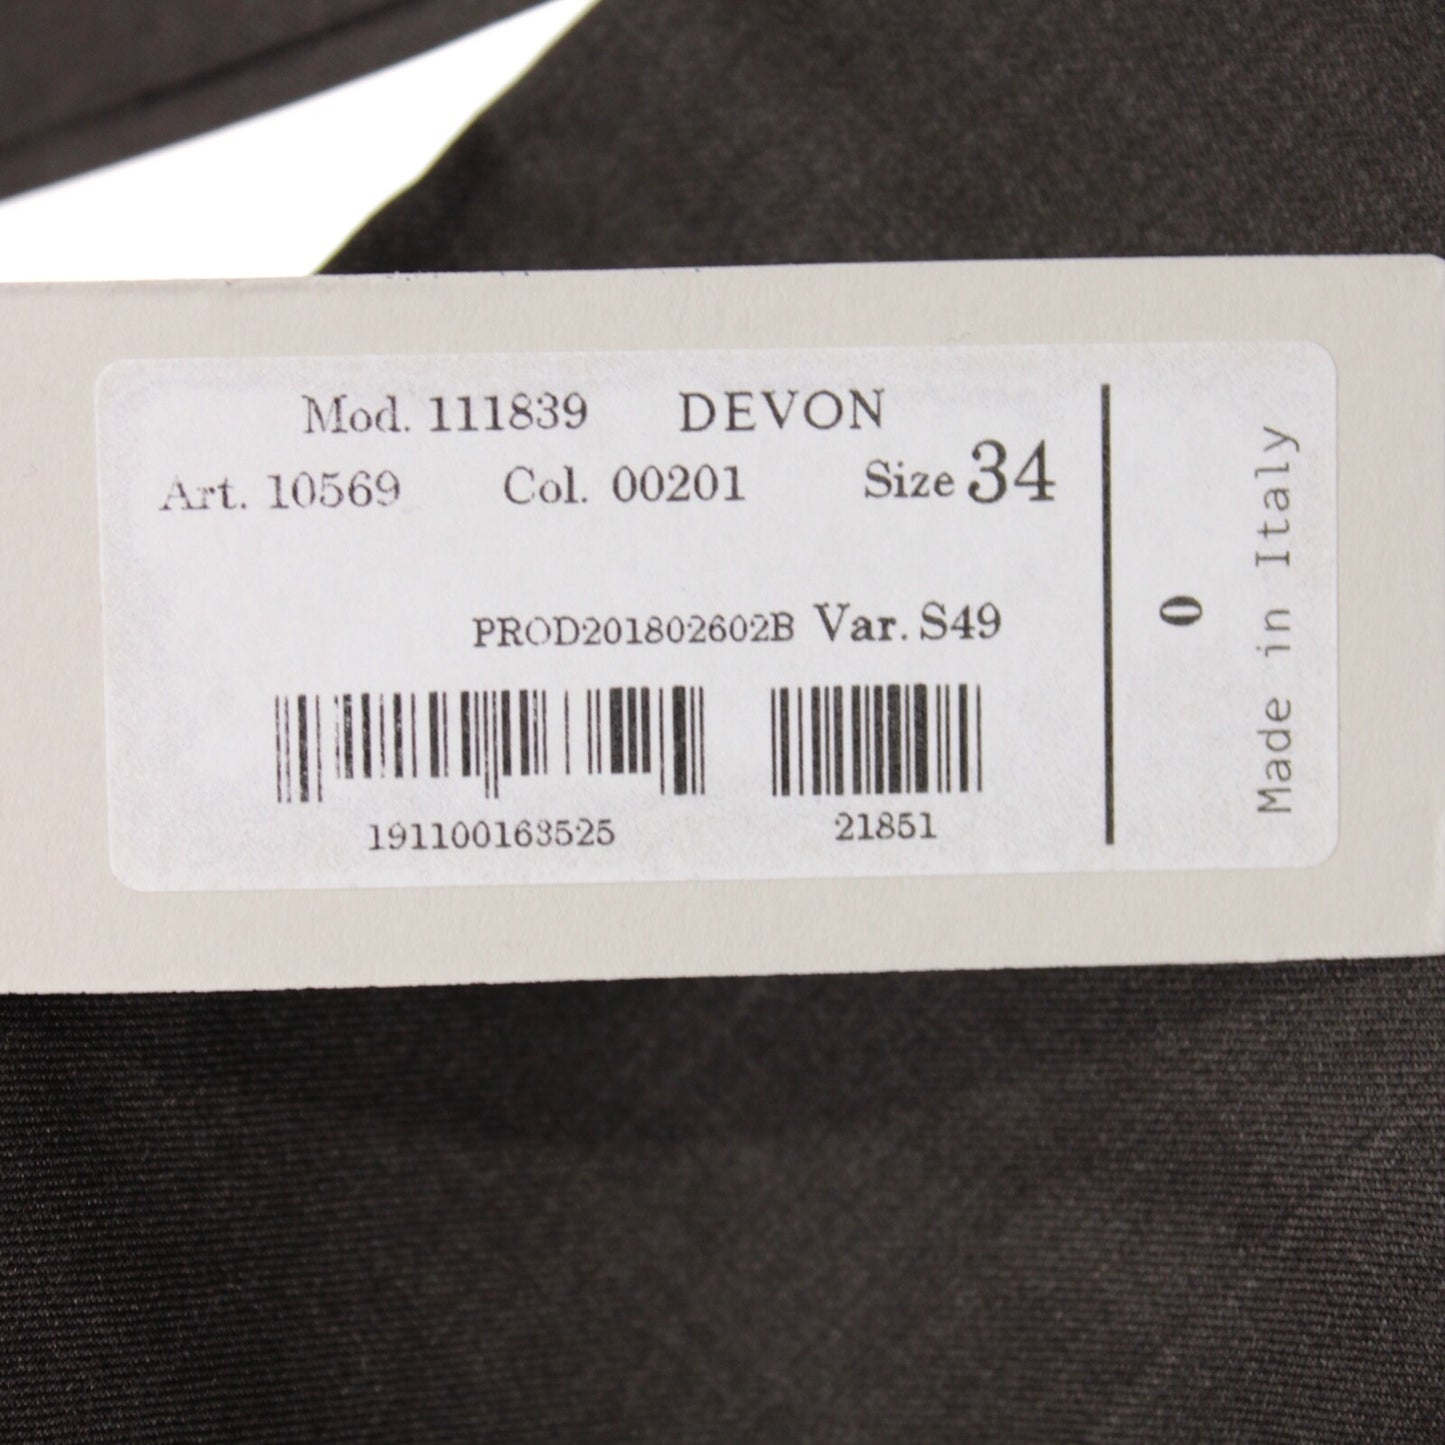 Mod. 111839 DEVON
Art. 10569 Col. 00201 Size 34
PROD201802602B Var. S49
191100163525 21851
0
Made in Italy